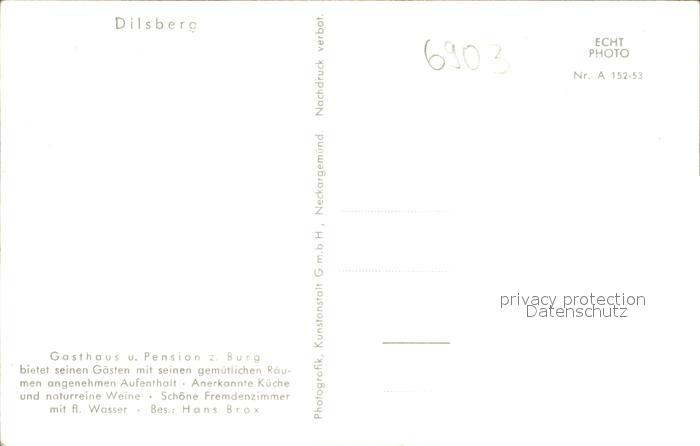 Dilsberg
Gasthaus u. Pension z. Burg
bietet seinen Gästen mit seinen gemütlichen Räu-
men angenehmen Aufenthalt · Anerkannte Küche
und naturreine Weine · Schöne Fremdenzimmer
mit fl. Wasser · Bes.: Hans Brox
Photografik, Kunstanstalt G.m.b H, Neckargemünd. Nachdruck verbot.
6903
ECHT
PHOTO
Nr. A 152-53
privacy protection
Datenschutz